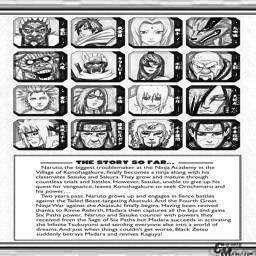 THE STORY SO FAR...
Naruto, the biggest troublemaker at the Ninja Academy in the
Village of Konohagakure, finally becomes a ninja along with his
classmates Sasuke and Sakura. They grow and mature through
countless trials and battles. However, Sasuke, unable to give up his
quest for vengeance, leaves Konohagakure to seek Orochimaru and
his power...
Two years pass. Naruto grows up and engages in fierce battles
against the Tailed Beast-targeting Akatsuki. And the Fourth Great
Ninja War against the Akatsuki finally begins. Having been revived
thanks to Rinne Rebirth, Madara then captures all the biju and gains
Six Paths power. Naruto and Sasuke counter with powers they
received from the Sage of Six Paths but Madara succeeds in activating
the Infinite Tsukuyomi and sending everyone else into a world of
dreams. And just when things couldn't get worse, Black Zetsu
suddenly betrays Madara and revives Kaguya!